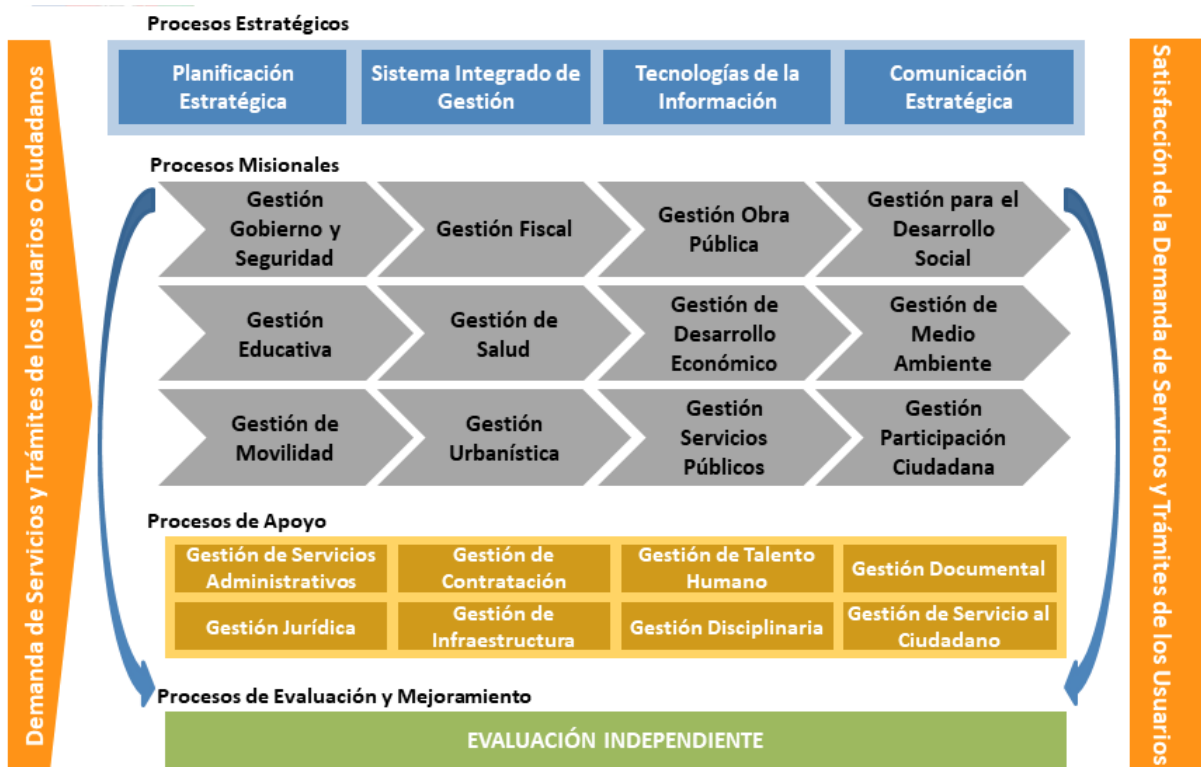 Procesos Estratégicos
Planificación
Estratégica
Sistema Integrado de
Gestión
Tecnologías de la
Información
Comunicación
Estratégica
Demanda de Servicios y Trámites de los Usuarios o Ciudadanos
Procesos Misionales
Gestión
Gobierno y
Seguridad
Gestión Fiscal
Gestión Obra
Pública
Gestión para el
Desarrollo
Social
Gestión
Educativa
Gestión de
Salud
Gestión de
Desarrollo
Económico
Gestión de
Medio
Ambiente
Gestión de
Movilidad
Gestión
Urbanística
Gestión
Servicios
Públicos
Gestión
Participación
Ciudadana
Procesos de Apoyo
Gestión de Servicios
Administrativos
Gestión de
Contratación
Gestión de Talento
Humano
Gestión Documental
Gestión Jurídica
Gestión de
Infraestructura
Gestión Disciplinaria
Gestión de Servicio al
Ciudadano
Procesos de Evaluación y Mejoramiento
EVALUACIÓN INDEPENDIENTE
Satisfacción de la Demanda de Servicios y Trámites de los Usuarios